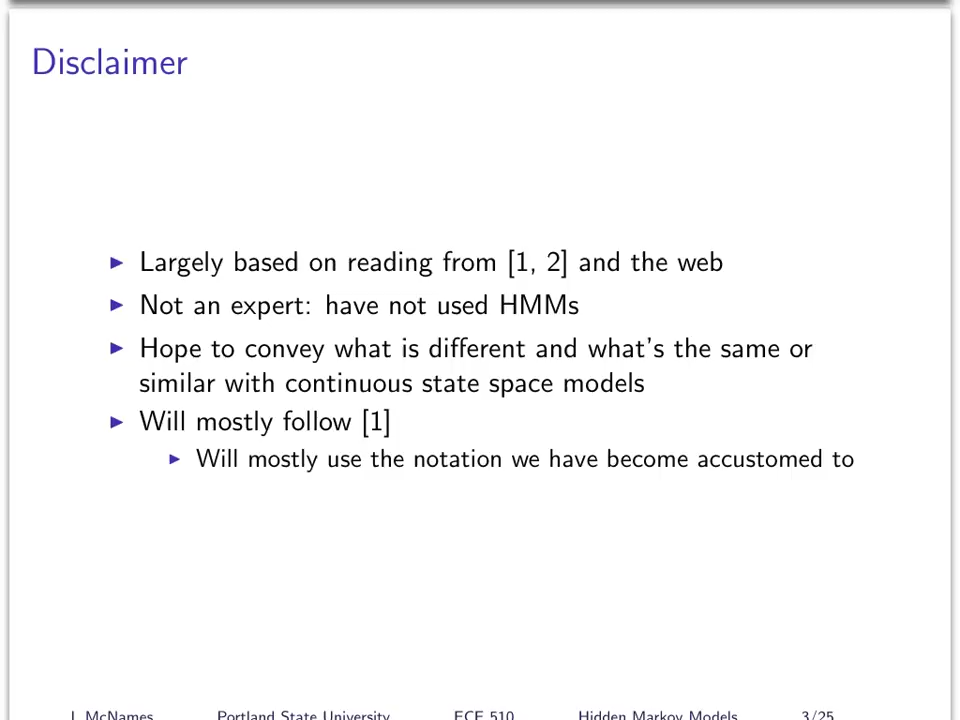 Disclaimer
Largely based on reading from [1, 2] and the web
Not an expert: have not used HMMs
Hope to convey what is different and what's the same or
similar with continuous state space models
Will mostly follow [1]
Will mostly use the notation we have become accustomed to
J. McNames Portland State University ECE 510 Hidden Markov Models 3/25